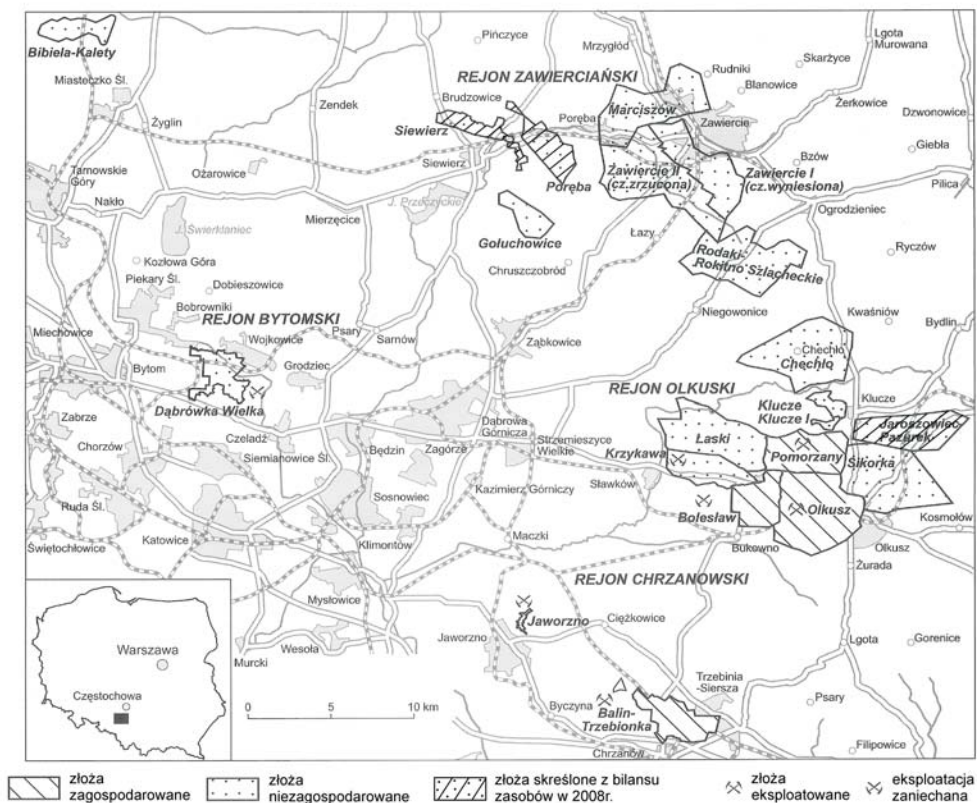 Bibiela-Kalety
Miasteczko Śl.
Pińczyce
Mrzygłód
Lgota
Murowana
Skarżyce
Rudniki
Blanowice
REJON ZAWIERCIAŃSKI
Brudzowice
Zendek
Żyglin
Marciszów
Poręba
Zawiercie
Żerkowice
Dzwonowice
Siewierz
Siewierz
Giebła
Bzów
Ożarowice
Poręba
Zawiercie II
(cz.zrzucona)
Zawiercie I
(cz.wyniesiona)
Pilica
Tarnowskie
Góry
Nakło
Mierzęcice
J. Przeczyckie
Ogrodzieniec
J. Świerklaniec
Gołuchowice
Łazy
Ryczów
Rodaki-
Rokitno Szlacheckie
Kozłowa Góra
Chruszczobród
Piekary Śl.
Dobieszowice
Bobrowniki
REJON BYTOMSKI
Niegonowice
Kwaśniów
Bydlin
Miechowice
Wojkowice
Psary
Sarnów
Ząbkowice
Chechło
Chechło
Bytom
Grodziec
REJON OLKUSKI
Dąbrówka Wielka
Klucze
Klucze I
Klucze
Zabrze
Chorzów
Czeladź
Siemianowice Śl.
Będzin
Zagórze
Dąbrowa
Górnicza
Strzemieszyce
Wielkie
Krzykawa
Łaski
Pomorzany
Jaroszowiec-
Pazurek
Sikorka
Sławków
Kazimierz Górniczy
Sosnowiec
Ruda Śl.
Bolesław
Olkusz
Kosmołów
Świętochłowice
Katowice
Klimontów
Maczki
Bukowno
Olkusz
Żurada
REJON CHRZANOWSKI
Mysłowice
Jaworzno
Ciężkowice
Jaworzno
Wesoła
Murcki
Lgota
Gorenice
Warszawa
Częstochowa
Trzebinia
-Siersza
Psary
0 5 10 km
Byczyna
Balin-
Trzebionka
Chrzanów
Filipowice
złoża
zagospodarowane
złoża
niezagospodarowane
złoża skreślone z bilansu
zasobów w 2008r.
złoża
eksploatowane
eksploatacja
zaniechana